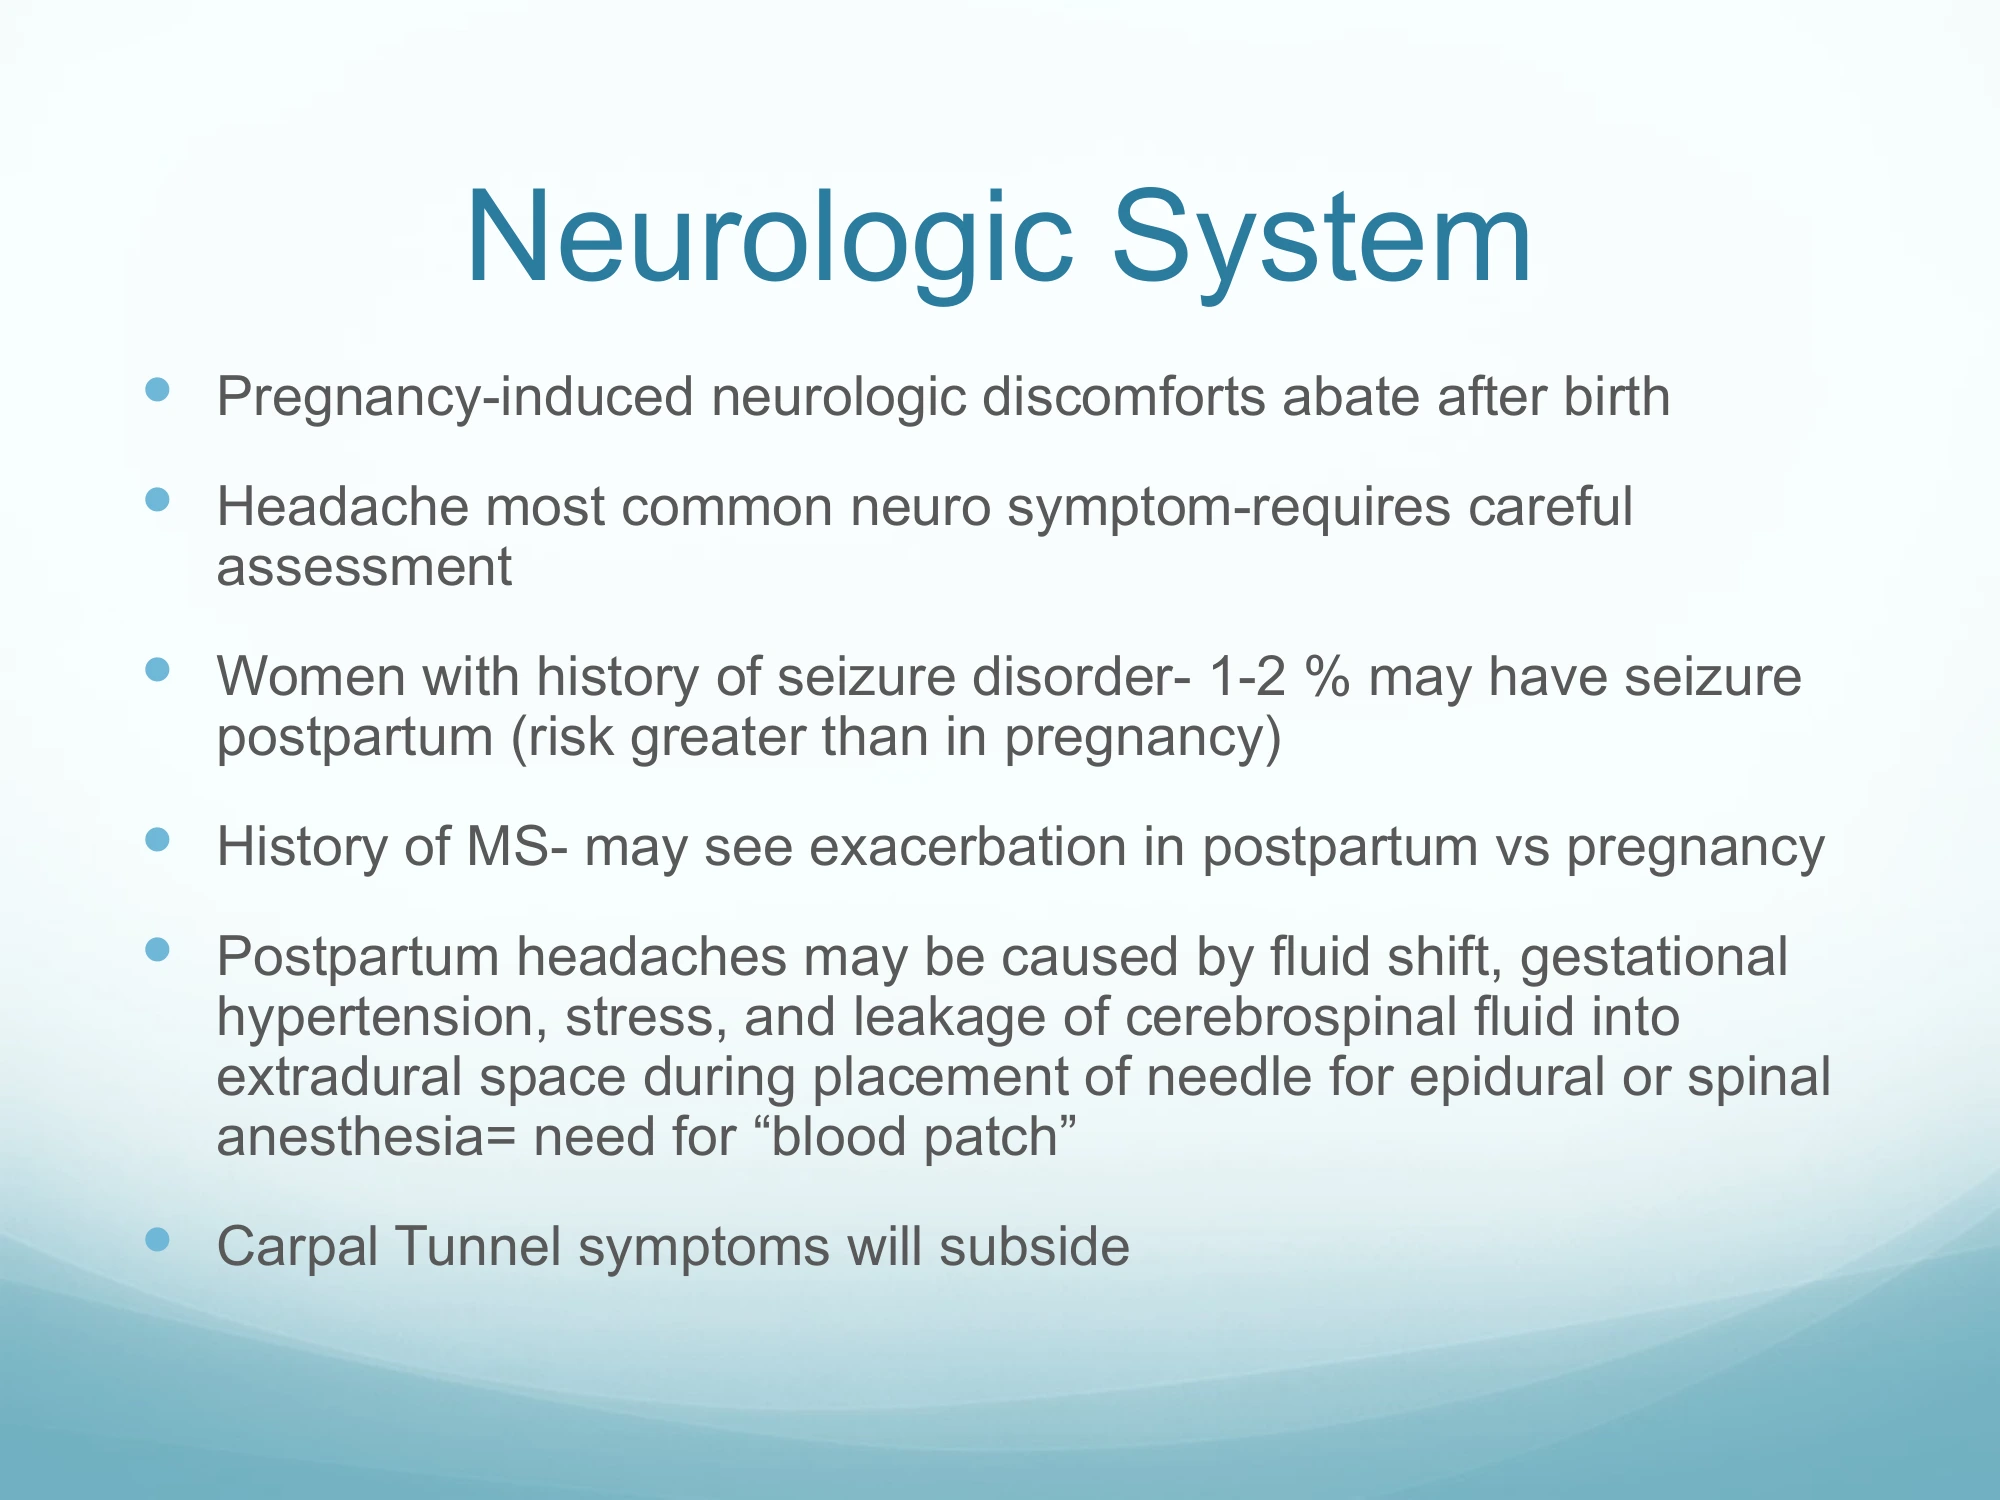 Neurologic System
• Pregnancy-induced neurologic discomforts abate after birth
• Headache most common neuro symptom-requires careful
assessment
• Women with history of seizure disorder- 1-2 % may have seizure
postpartum (risk greater than in pregnancy)
• History of MS- may see exacerbation in postpartum vs pregnancy
• Postpartum headaches may be caused by fluid shift, gestational
hypertension, stress, and leakage of cerebrospinal fluid into
extradural space during placement of needle for epidural or spinal
anesthesia= need for “blood patch”
• Carpal Tunnel symptoms will subside